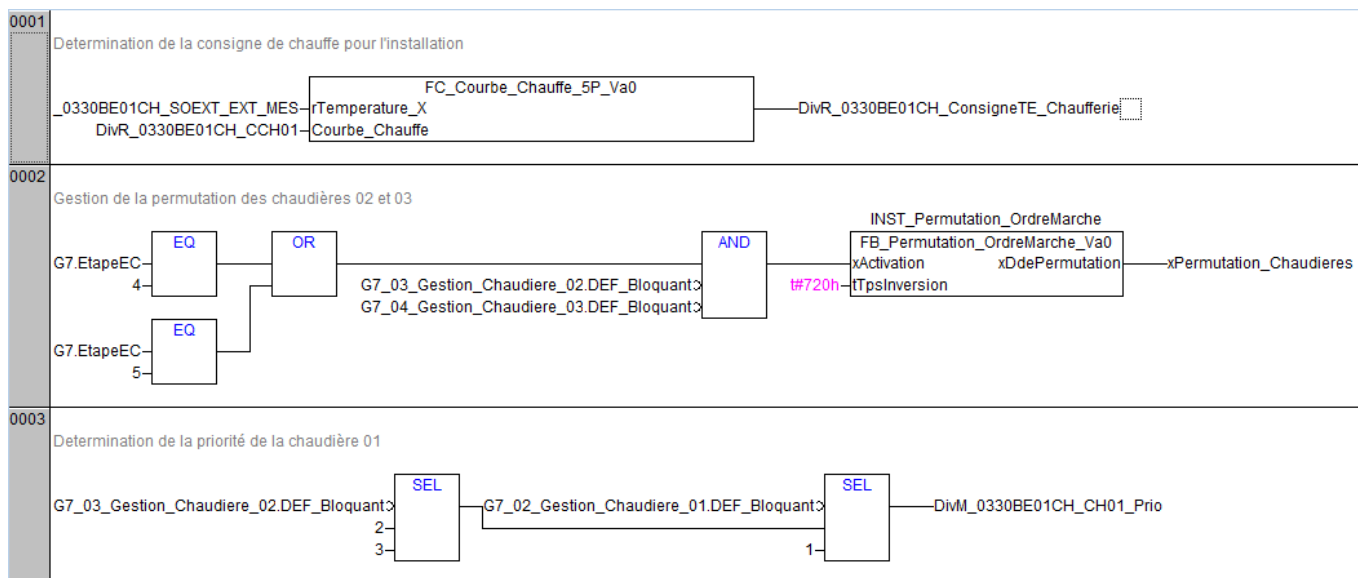 0001
Determination de la consigne de chauffe pour l'installation
FC_Courbe_Chauffe_5P_Va0
_0330BE01CH_SOEXT_EXT_MES rTemperature_X DivR_0330BE01CH_ConsigneTE_Chaufferie
DivR_0330BE01CH_CCH01 Courbe_Chauffe
0002
Gestion de la permutation des chaudières 02 et 03
INST_Permutation_OrdreMarche
EQ OR AND FB_Permutation_OrdreMarche_Va0
G7.EtapeEC xActivation xDdePermutation xPermutation_Chaudieres
4 G7_03_Gestion_Chaudiere_02.DEF_Bloquant t#720h tTpsInversion
G7_04_Gestion_Chaudiere_03.DEF_Bloquant
EQ
G7.EtapeEC
5
0003
Determination de la priorité de la chaudière 01
SEL SEL
G7_03_Gestion_Chaudiere_02.DEF_Bloquant G7_02_Gestion_Chaudiere_01.DEF_Bloquant DivM_0330BE01CH_CH01_Prio
2
3 1